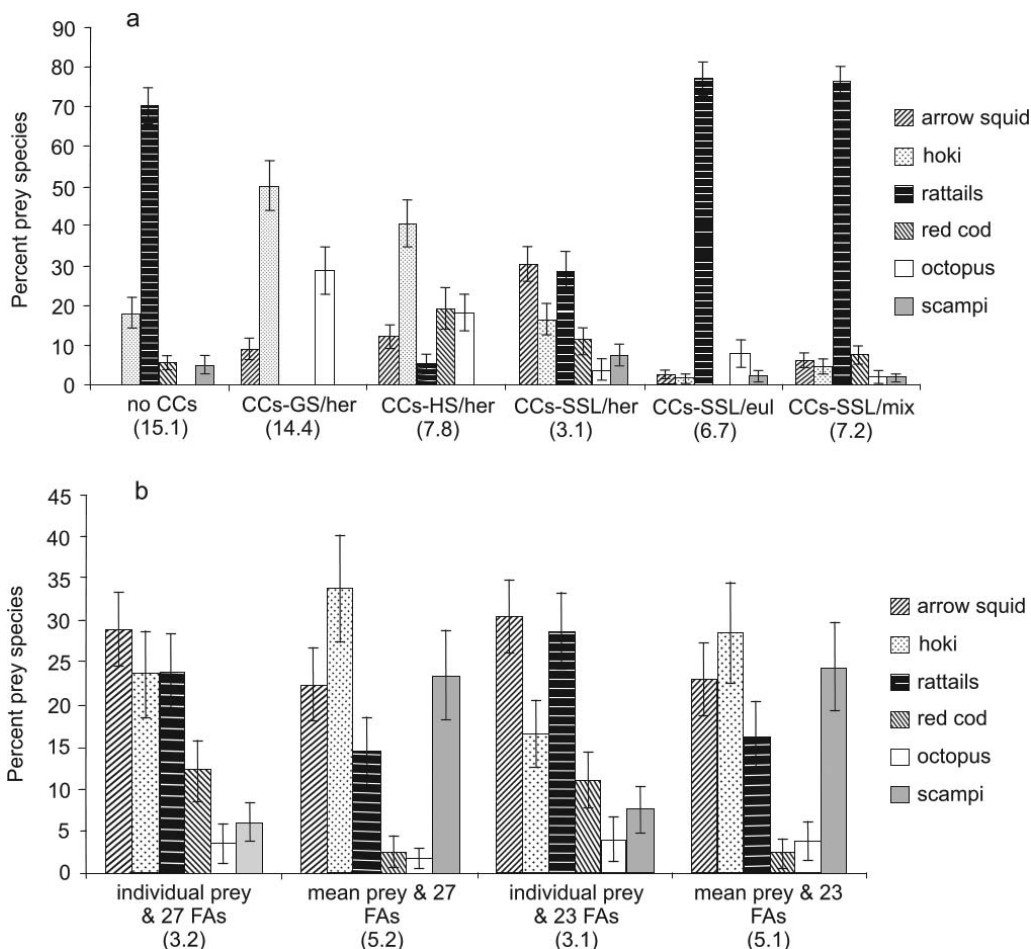 a
Percent prey species
90
80
70
60
50
40
30
20
10
0
no CCs
(15.1)
CCs-GS/her
(14.4)
CCs-HS/her
(7.8)
CCs-SSL/her
(3.1)
CCs-SSL/eul
(6.7)
CCs-SSL/mix
(7.2)
arrow squid
hoki
rattails
red cod
octopus
scampi
b
Percent prey species
45
40
35
30
25
20
15
10
5
0
individual prey
& 27 FAs
(3.2)
mean prey & 27
FAs
(5.2)
individual prey
& 23 FAs
(3.1)
mean prey & 23
FAs
(5.1)
arrow squid
hoki
rattails
red cod
octopus
scampi